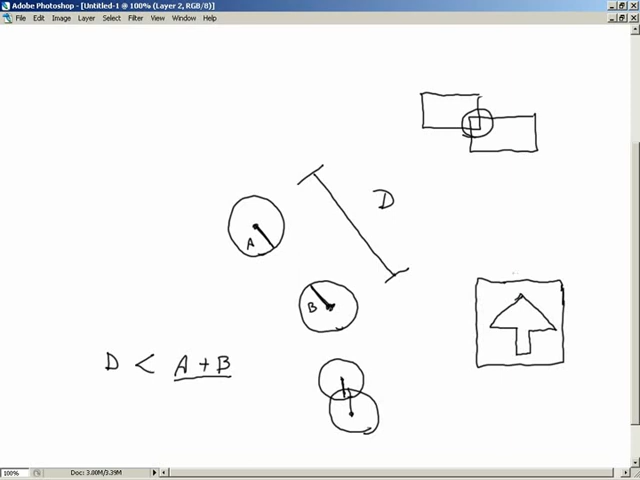 Adobe Photoshop - [Untitled-1 @ 100% (Layer 2, RGB/8)]
File Edit Image Layer Select Filter View Window Help
D
A
B
D < A + B
100% Doc: 3.00M/3.39M